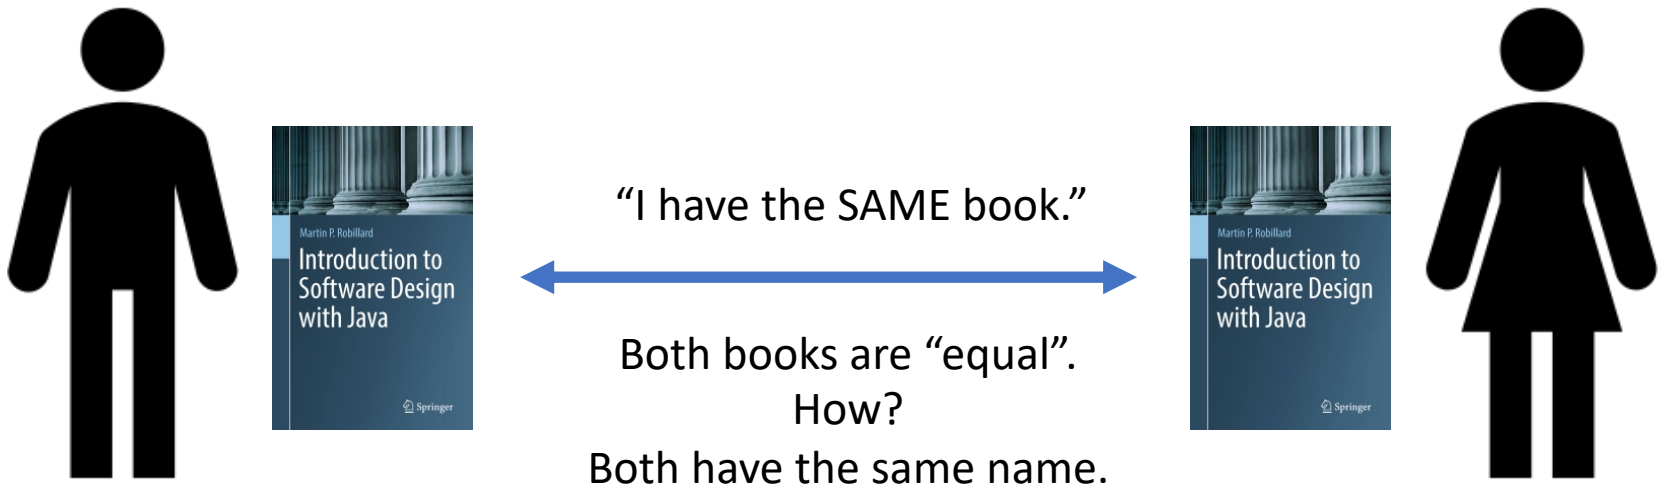 Martin P. Robillard
Introduction to
Software Design
with Java
Springer
“I have the SAME book.”
Both books are “equal”.
How?
Both have the same name.
Martin P. Robillard
Introduction to
Software Design
with Java
Springer